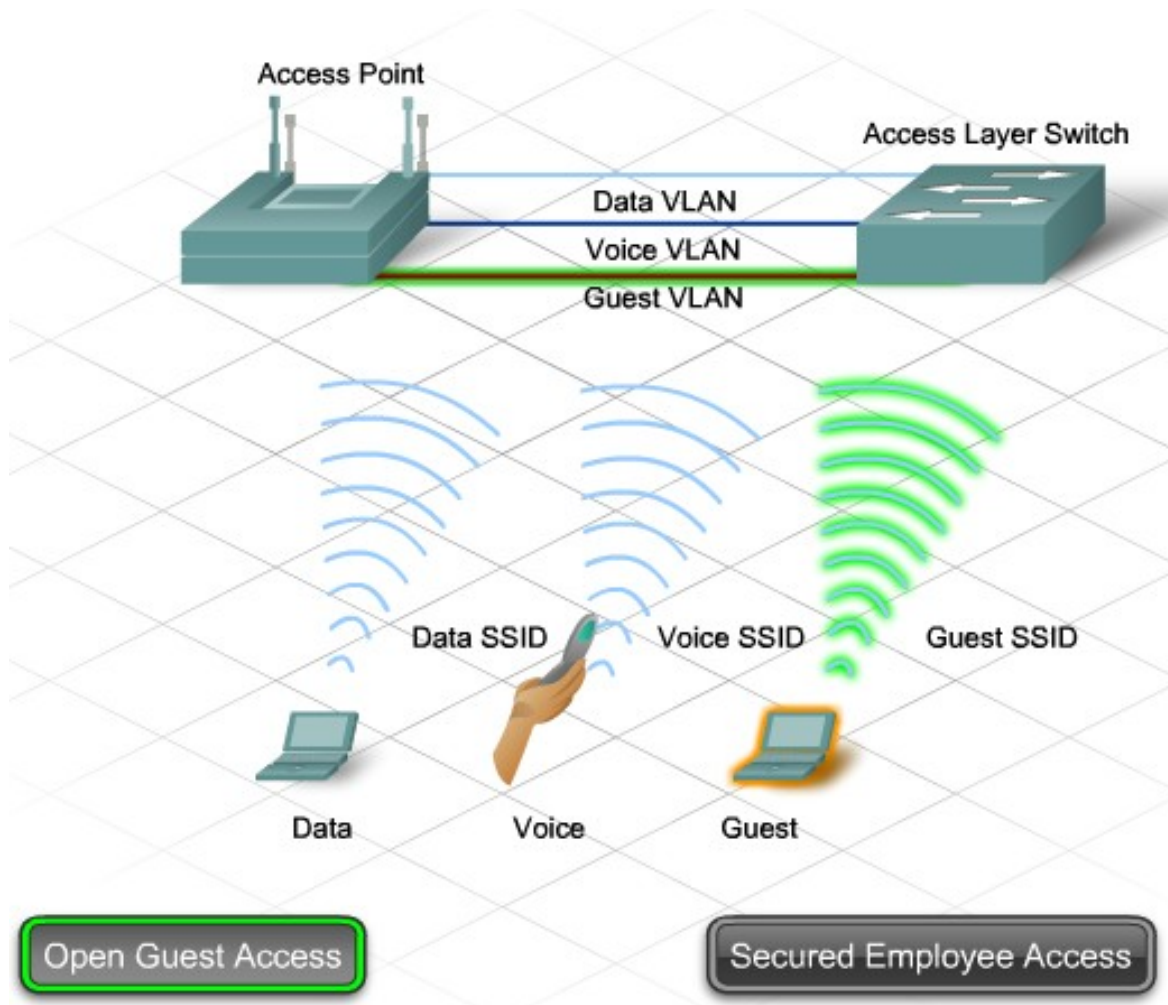 Access Point
Access Layer Switch
Data VLAN
Voice VLAN
Guest VLAN
Data SSID
Voice SSID
Guest SSID
Data
Voice
Guest
Open Guest Access
Secured Employee Access